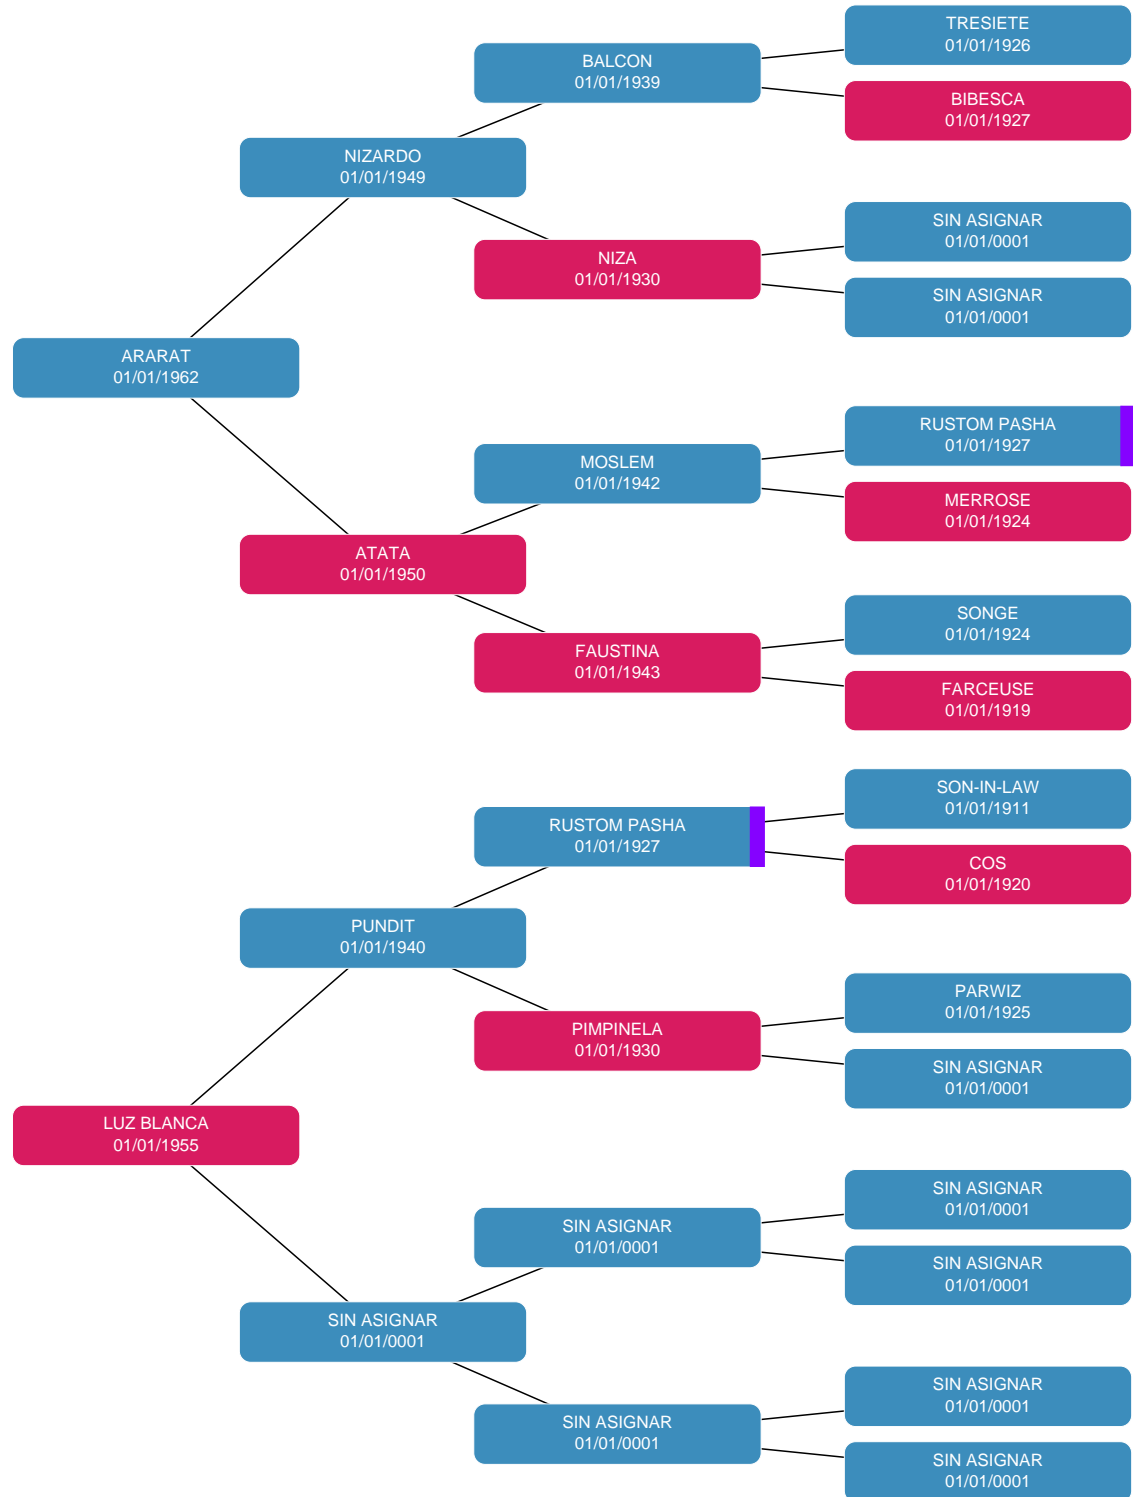 TRESIETE
01/01/1926
BALCON
01/01/1939
BIBESCA
01/01/1927
NIZARDO
01/01/1949
SIN ASIGNAR
01/01/0001
NIZA
01/01/1930
SIN ASIGNAR
01/01/0001
ARARAT
01/01/1962
RUSTOM PASHA
01/01/1927
MOSLEM
01/01/1942
MERROSE
01/01/1924
ATATA
01/01/1950
SONGE
01/01/1924
FAUSTINA
01/01/1943
FARCEUSE
01/01/1919
SON-IN-LAW
01/01/1911
RUSTOM PASHA
01/01/1927
COS
01/01/1920
PUNDIT
01/01/1940
PARWIZ
01/01/1925
PIMPINELA
01/01/1930
SIN ASIGNAR
01/01/0001
LUZ BLANCA
01/01/1955
SIN ASIGNAR
01/01/0001
SIN ASIGNAR
01/01/0001
SIN ASIGNAR
01/01/0001
SIN ASIGNAR
01/01/0001
SIN ASIGNAR
01/01/0001
SIN ASIGNAR
01/01/0001
SIN ASIGNAR
01/01/0001